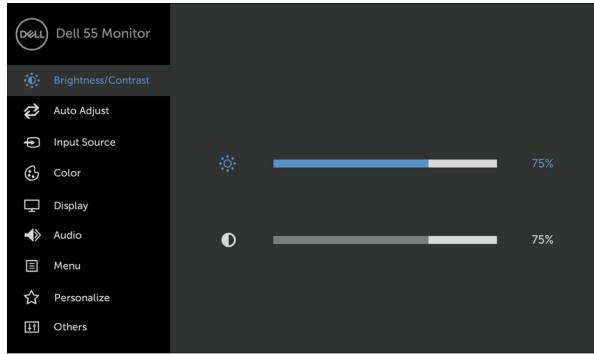 DELL
Dell 55 Monitor
Brightness/Contrast
Auto Adjust
Input Source
Color
75%
Display
Audio
75%
Menu
Personalize
Others